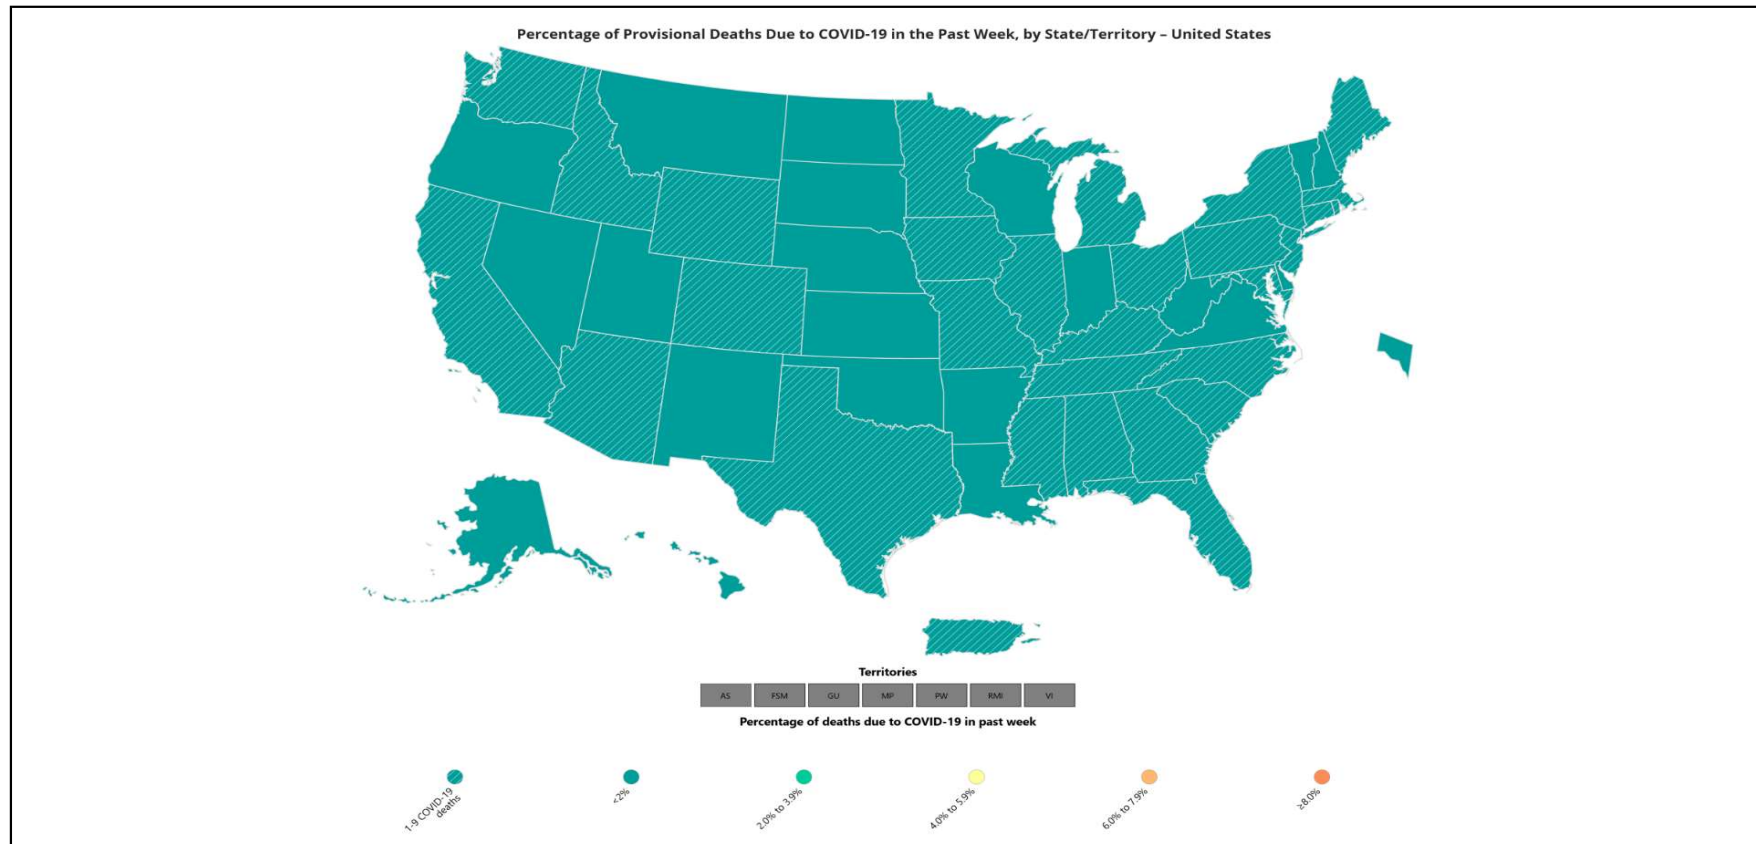 Percentage of Provisional Deaths Due to COVID-19 in the Past Week, by State/Territory – United States
Territories
AS
FSM
GU
MP
PW
RMI
VI
Percentage of deaths due to COVID-19 in past week
1-9 COVID-19
deaths
<2%
2.0% to 3.9%
4.0% to 5.9%
6.0% to 7.9%
≥8.0%